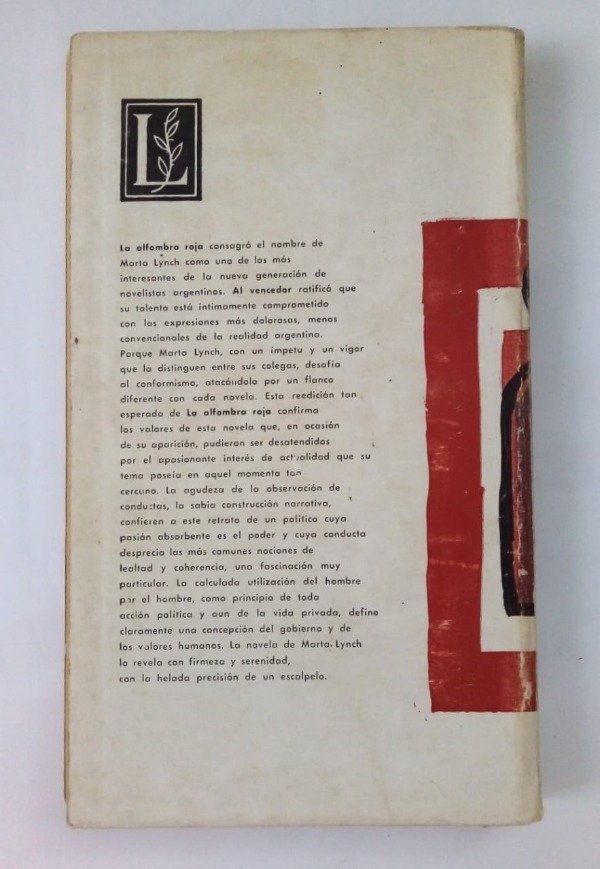 L
La alfombra roja consagró el nombre de
Marta Lynch como uno de los más
interesantes de la nueva generación de
novelistas argentinos. Al vencedor ratificó que
su talento está íntimamente comprometido
con las expresiones más dolorosas, menos
convencionales de la realidad argentina.
Porque Marta Lynch, con un ímpetu y un vigor
que la distinguen entre sus colegas, desafía
al conformismo, atacándolo por un flanco
diferente con cada novela. Esta reedición tan
esperada de La alfombra roja confirma
los valores de esta novela que, en ocasión
de su aparición, pudieran ser desatendidos
por el apasionante interés de actualidad que su
tema poseía en aquel momento tan
cercano. La agudeza de la observación de
conductas, la sabia construcción narrativa,
confieren a este retrato de un político cuya
pasión absorbente es el poder y cuya conducta
desprecia las más comunes nociones de
lealtad y coherencia, una fascinación muy
particular. La calculada utilización del hombre
por el hombre, como principio de toda
acción política y aun de la vida privada, define
claramente una concepción del gobierno y de
los valores humanos. La novela de Marta Lynch
lo revela con firmeza y serenidad,
con la helada precisión de un escalpelo.